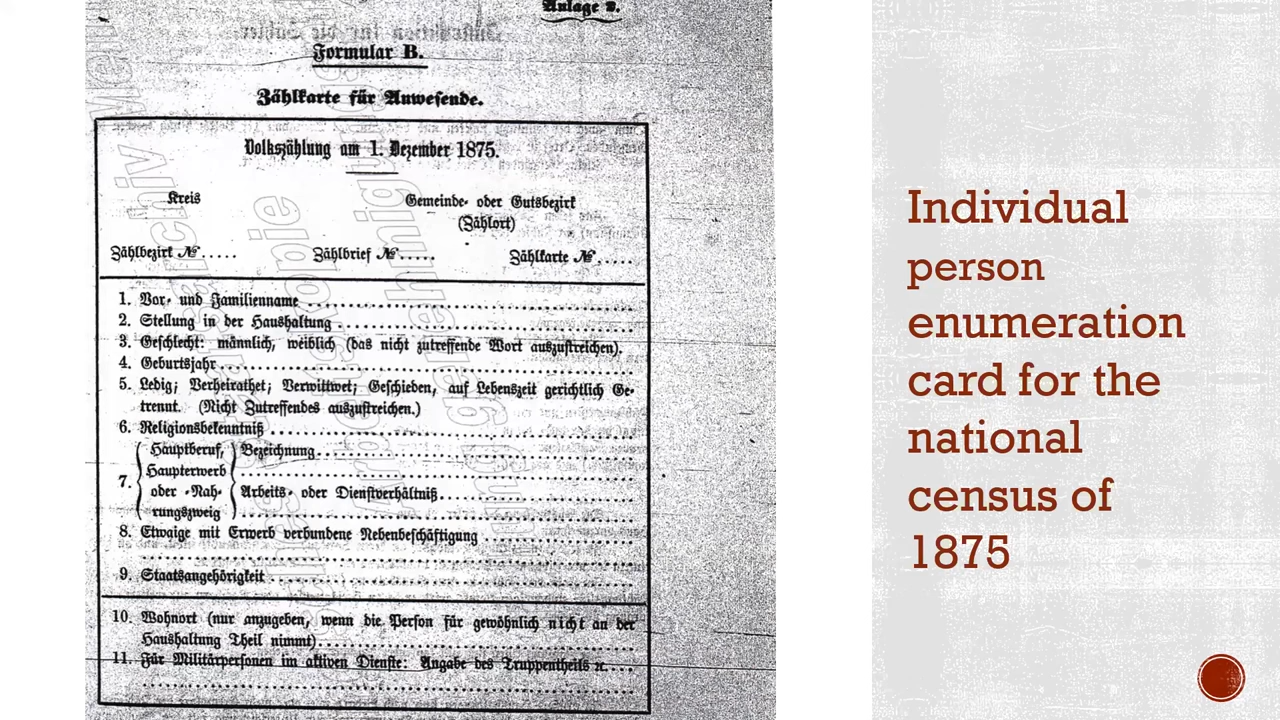 Anlage D.
Formular B.
Zählkarte für Anwesende.
Volkszählung am 1. Dezember 1875.
Kreis
Gemeinde- oder Gutsbezirk
(Zählort)
Zählbezirk № ..... Zählbrief № ..... Zählkarte № .....
1. Vor- und Familienname
2. Stellung in der Haushaltung
3. Geschlecht: männlich, weiblich (das nicht zutreffende Wort auszustreichen).
4. Geburtsjahr
5. Ledig; Verheirathet; Verwittwet; Geschieden, auf Lebenszeit gerichtlich Ge-
trennt. (Nicht Zutreffendes auszustreichen.)
6. Religionsbekenntniß
7. Hauptberuf,
Haupterwerb
oder -Nah-
rungszweig
Bezeichnung
Arbeits- oder Dienstverhältniß
8. Etwaige mit Erwerb verbundene Nebenbeschäftigung
9. Staatsangehörigkeit
10. Wohnort (nur anzugeben, wenn die Person für gewöhnlich nicht an der
Haushaltung Theil nimmt)
11. Für Militärpersonen im aktiven Dienste: Angabe des Truppentheils ꝛc.
Individual
person
enumeration
card for the
national
census of
1875